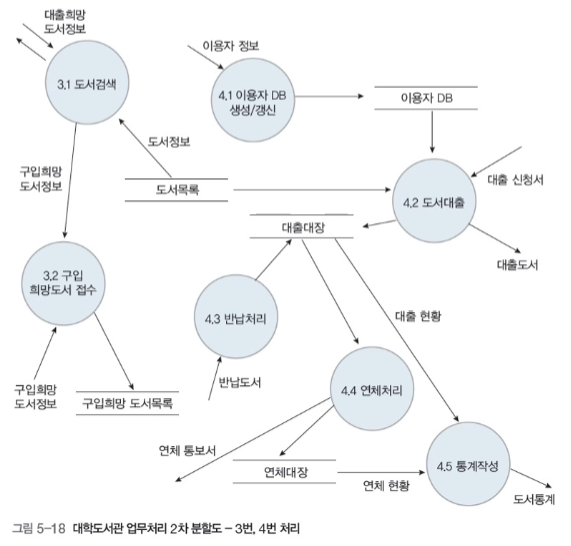 대출희망
도서정보
3.1 도서검색
이용자 정보
4.1 이용자 DB
생성/갱신
이용자 DB
도서정보
구입희망
도서정보
도서목록
4.2 도서대출
대출 신청서
대출도서
대출대장
3.2 구입
희망도서 접수
4.3 반납처리
대출 현황
반납도서
구입희망
도서정보
구입희망 도서목록
4.4 연체처리
연체 통보서
연체대장
연체 현황
4.5 통계작성
도서통계
그림 5-18 대학도서관 업무처리 2차 분할도 - 3번, 4번 처리